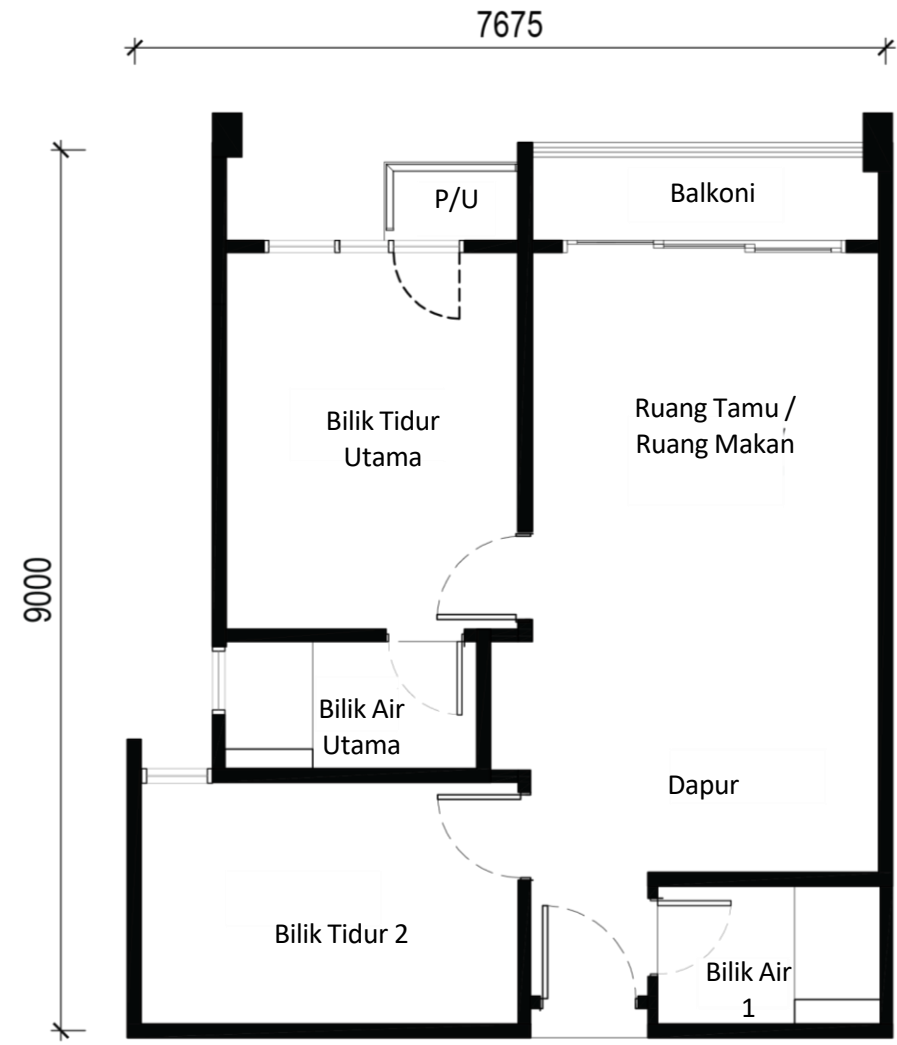 7675
P/U
Balkoni
Bilik Tidur
Utama
Ruang Tamu /
Ruang Makan
9000
Bilik Air
Utama
Dapur
Bilik Tidur 2
Bilik Air
1